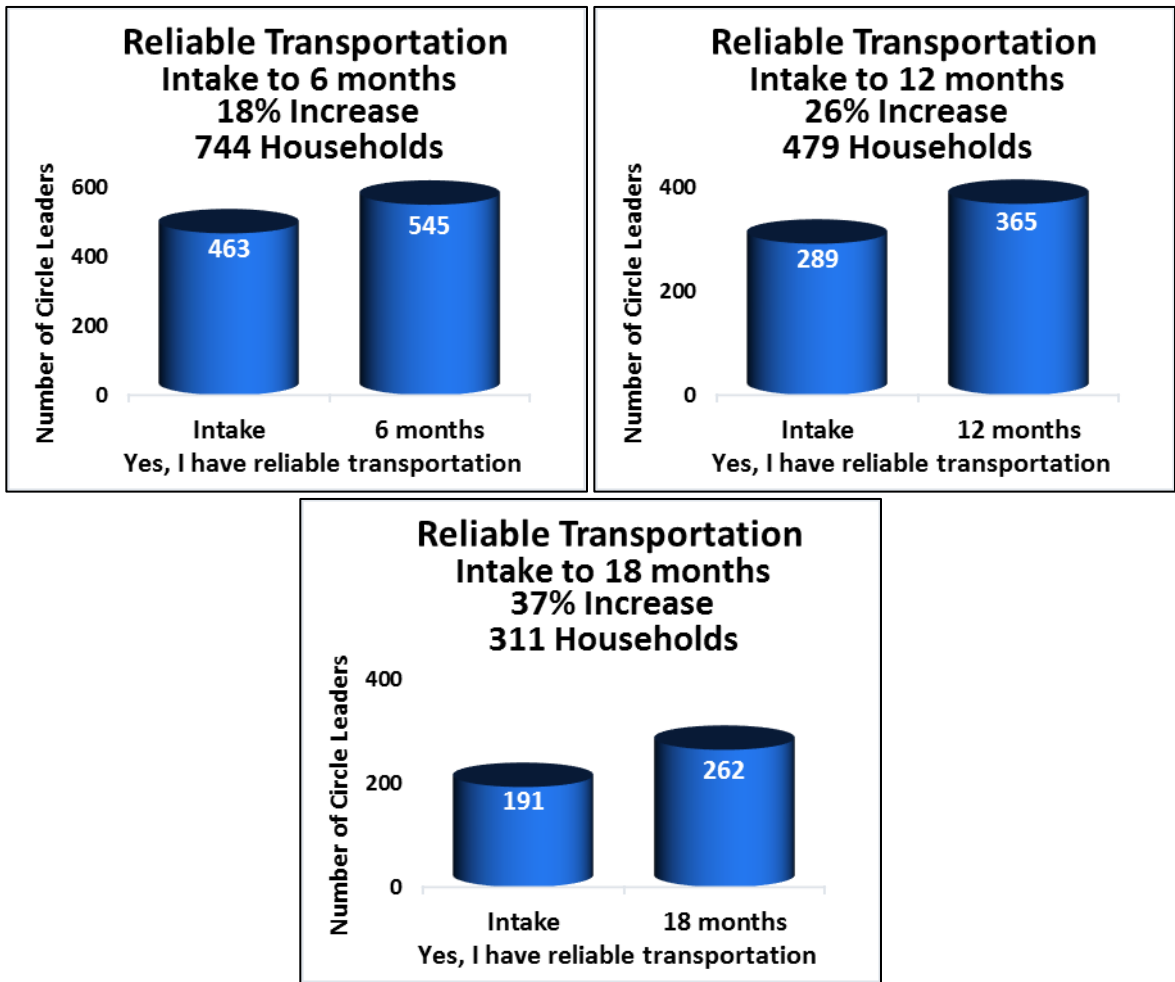 Reliable Transportation
Intake to 6 months
18% Increase
744 Households
Number of Circle Leaders
600
400
200
0
463
545
Intake
6 months
Yes, I have reliable transportation
Reliable Transportation
Intake to 12 months
26% Increase
479 Households
Number of Circle Leaders
400
200
0
289
365
Intake
12 months
Yes, I have reliable transportation
Reliable Transportation
Intake to 18 months
37% Increase
311 Households
Number of Circle Leaders
400
200
0
191
262
Intake
18 months
Yes, I have reliable transportation